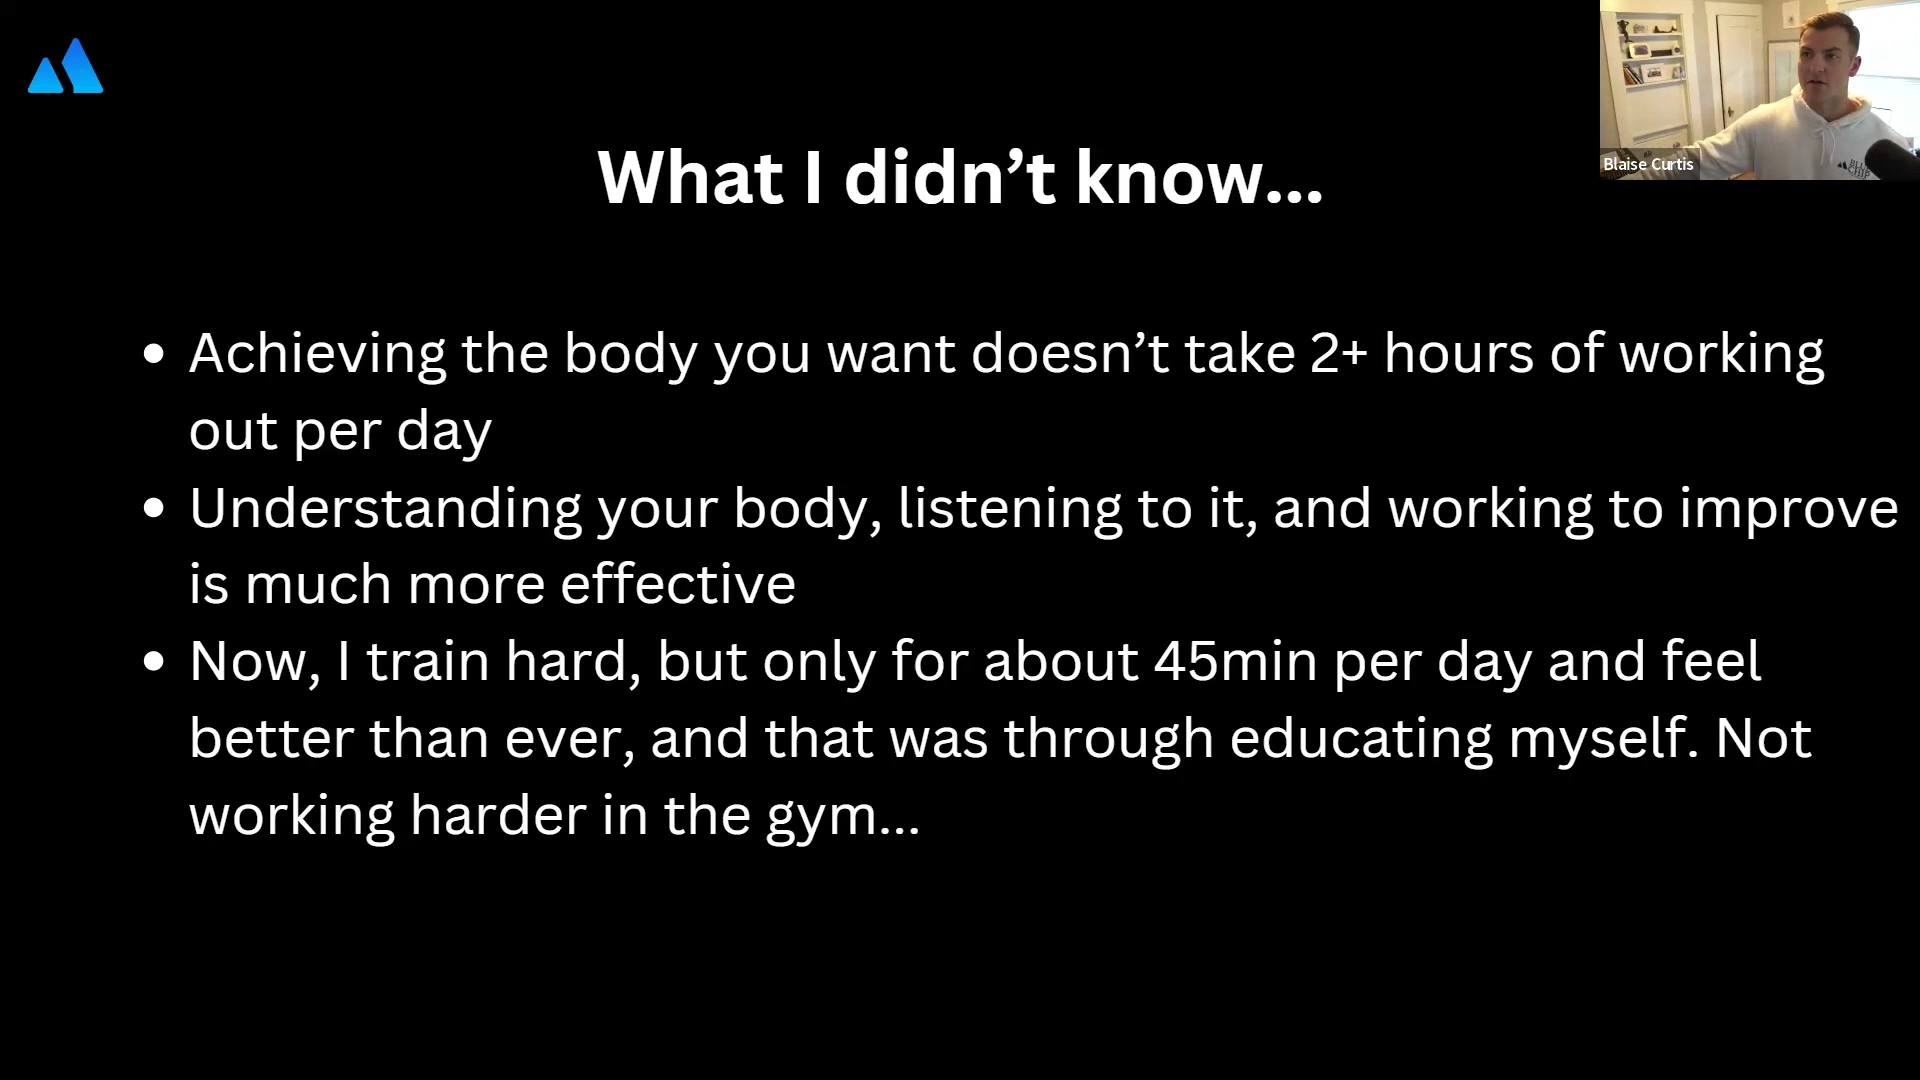 What I didn’t know...
Blaise Curtis
BLUE
CHIP
• Achieving the body you want doesn’t take 2+ hours of working
out per day
• Understanding your body, listening to it, and working to improve
is much more effective
• Now, I train hard, but only for about 45min per day and feel
better than ever, and that was through educating myself. Not
working harder in the gym...